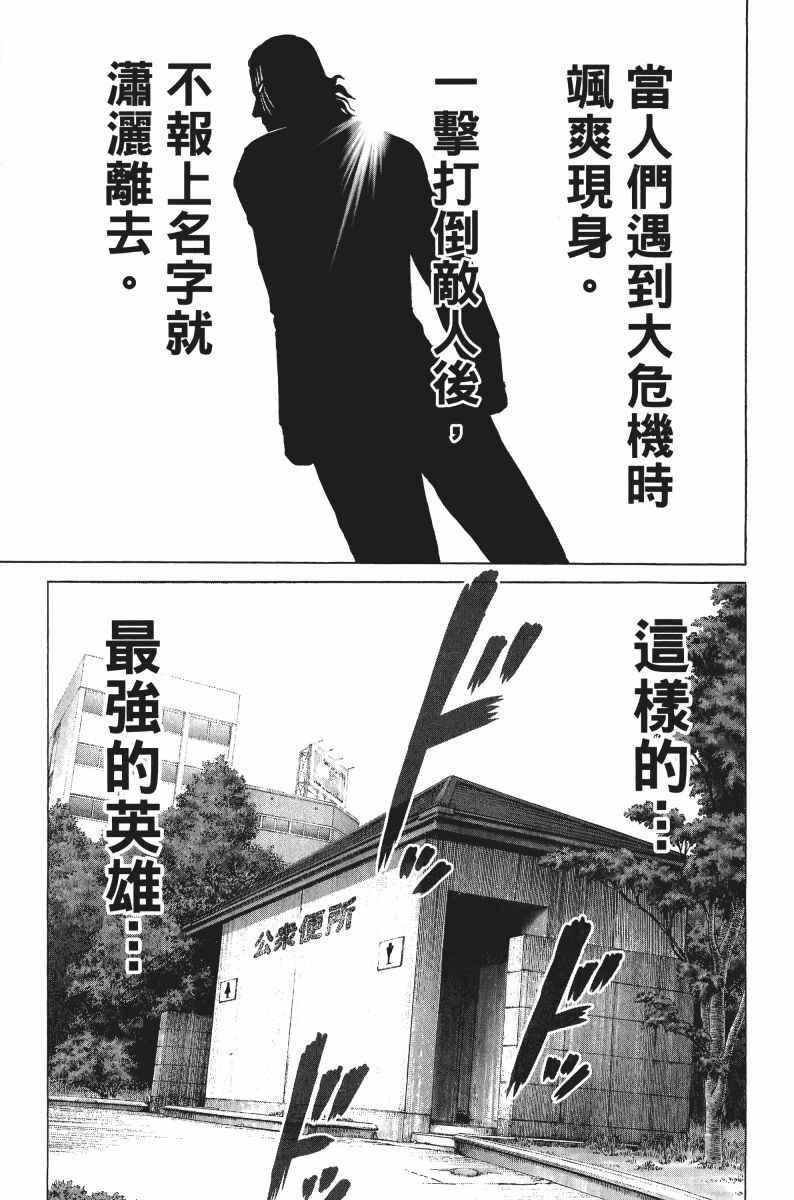 當人們遇到大危機時
颯爽現身。
一擊打倒敵人後，
不報上名字就
瀟灑離去。
這樣的…
最強的英雄…
ドド
公衆便所
ド
ド